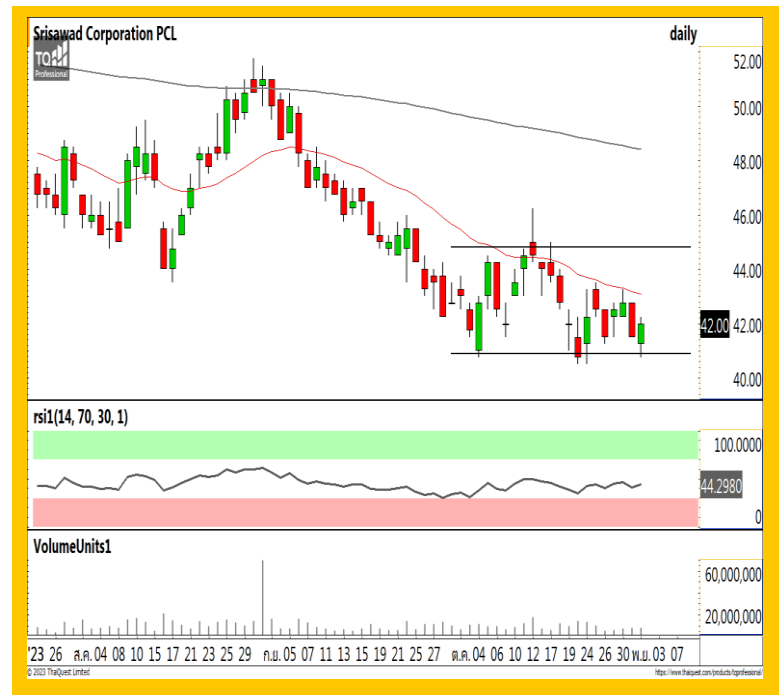 Srisawad Corporation PCL daily
TQ
Professional
52.00
50.00
48.00
46.00
44.00
42.00 42.00
40.00
rsi1(14, 70, 30, 1)
100.0000
44.2980
0
VolumeUnits1
60,000,000
20,000,000
'23 26 ส.ค. 04 08 10 15 17 21 23 25 29 ก.ย. 05 07 11 13 15 19 21 25 27 ต.ค. 04 06 10 12 17 19 24 26 30 พ.ย. 03 07
© 2023 ThaiQuest Limited https://www.thaiquest.com/products/tqprofessional/